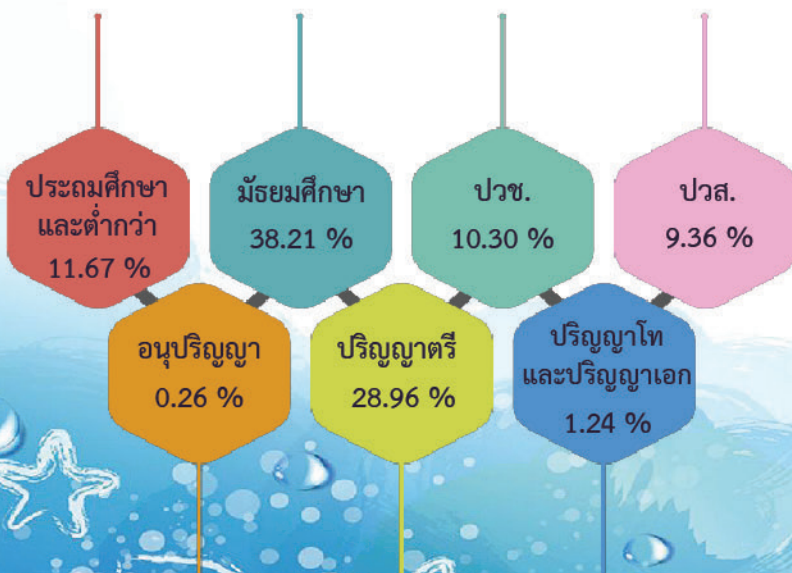 ประถมศึกษา
และต่ำกว่า
11.67 %
มัธยมศึกษา
38.21 %
ปวช.
10.30 %
ปวส.
9.36 %
อนุปริญญา
0.26 %
ปริญญาตรี
28.96 %
ปริญญาโท
และปริญญาเอก
1.24 %